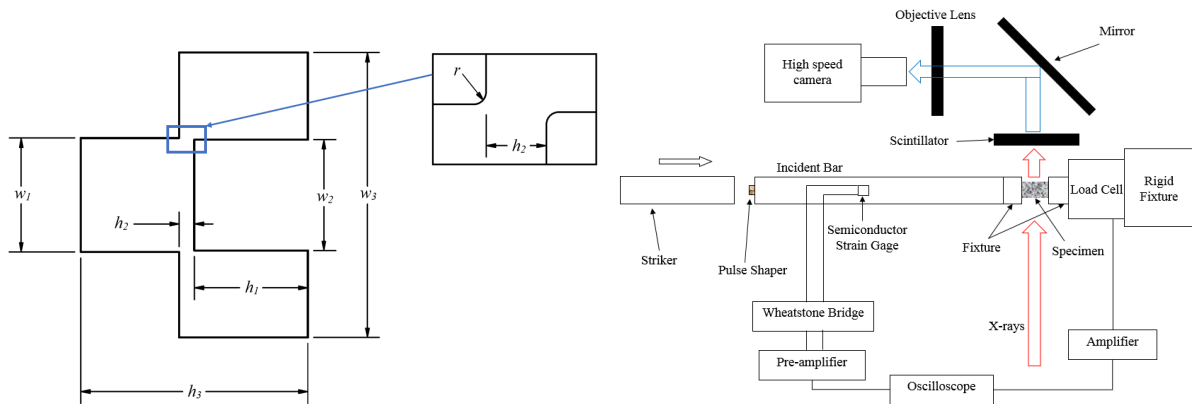 r
h2
w1
h2
w2
w3
h1
h3
Objective Lens
Mirror
High speed
camera
Scintillator
Incident Bar
Load Cell
Rigid
Fixture
Striker
Pulse Shaper
Semiconductor
Strain Gage
Fixture
Specimen
Wheatstone Bridge
X-rays
Pre-amplifier
Amplifier
Oscilloscope